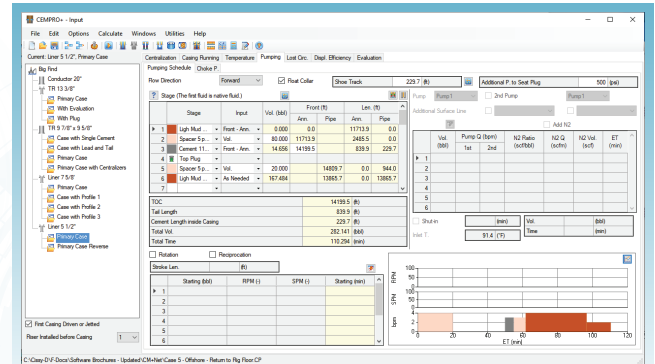 CEMPRO+ - Input
File Edit Options Calculate Windows Utilities Help
Current: Liner 5 1/2", Primary Case
Big Rnd
Conductor 20"
TR 13 3/8"
Primary Case
With Evaluation
With Plug
TR 9 7/8" x 9 5/8"
Case with Single Cement
Case with Lead and Tail
Primary Case
Primary Case with Centralizers
Liner 7 5/8"
Primary Case
Case with Profile 1
Case with Profile 2
Case with Profile 3
Liner 5 1/2"
Primary Case
Primary Case Reverse
First Casing Driven or Jetted
Riser Installed before Casing 1
Centralization Casing Running Temperature Pumping Lost Circ. Displ. Efficiency Evaluation
Pumping Schedule Choke P.
Flow Direction Forward Float Collar Shoe Track 229.7 (ft) Additional P. to Seat Plug 500 (psi)
Stage (The first fluid is native fluid.)
Stage Input Vol. (bbl) Front (ft) Len. (ft)
Ann. Pipe Ann. Pipe
1 Ligh Mud ... Front - Ann. 0.000 0.0 11713.9 0.0
2 Spacer 5 p... Vol. 80.000 11713.9 2485.5 0.0
3 Cement 11... Front - Ann. 14.656 14199.5 839.9 229.7
4 Top Plug
5 Spacer 5 p... Vol. 20.000 14809.7 0.0 944.0
6 Ligh Mud ... As Needed 167.484 13865.7 0.0 13865.7
7
TOC 14199.5 (ft)
Tail Length 839.9 (ft)
Cement Length inside Casing 229.7 (ft)
Total Vol. 282.141 (bbl)
Total Time 110.294 (min)
Rotation Reciprocation
Stroke Len. (ft)
Starting (bbl) RPM (-) SPM (-) Starting (min)
1
2
3
4
5
6
Pump Pump1 2nd Pump Pump1
Additional Surface Line
Add N2
Vol. (bbl) Pump Q (bpm) N2 Ratio (scf/bbl) N2 Q (scfm) N2 Vol. (scf) ET (min)
1st 2nd
1
2
3
4
5
6
Shut-in (min) Vol. (bbl)
Time (min)
Inlet T. 91.4 (°F)
RPM 100 50 0
SPM 100 50 0
bpm 4 2 0
0 20 40 60 80 100 120
ET (min)
C:\Casy-D\F-Docs\Software Brochures - Updated\CM+Net\Case 5 - Offshore - Return to Rig Floor.CP